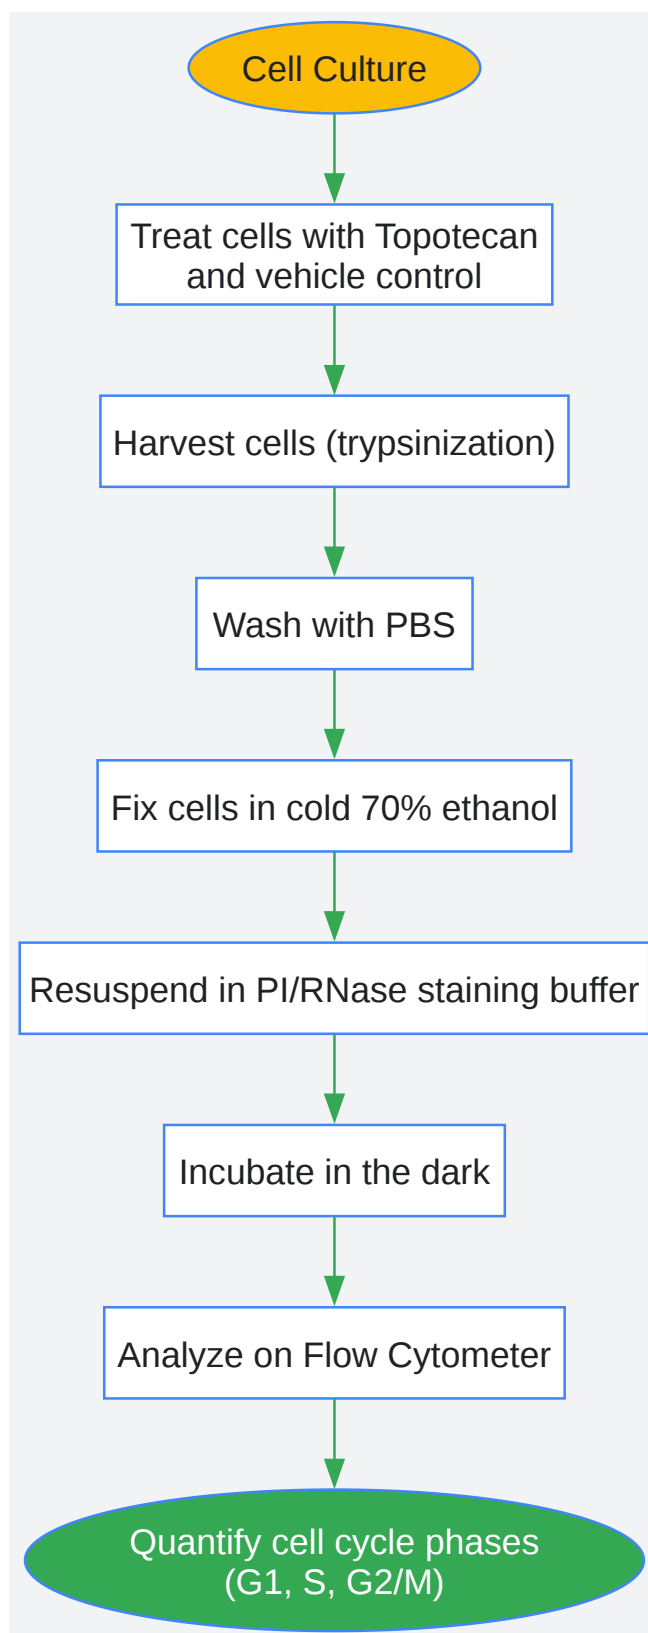 Cell Culture
Treat cells with Topotecan
and vehicle control
Harvest cells (trypsinization)
Wash with PBS
Fix cells in cold 70% ethanol
Resuspend in PI/RNase staining buffer
Incubate in the dark
Analyze on Flow Cytometer
Quantify cell cycle phases
(G1, S, G2/M)